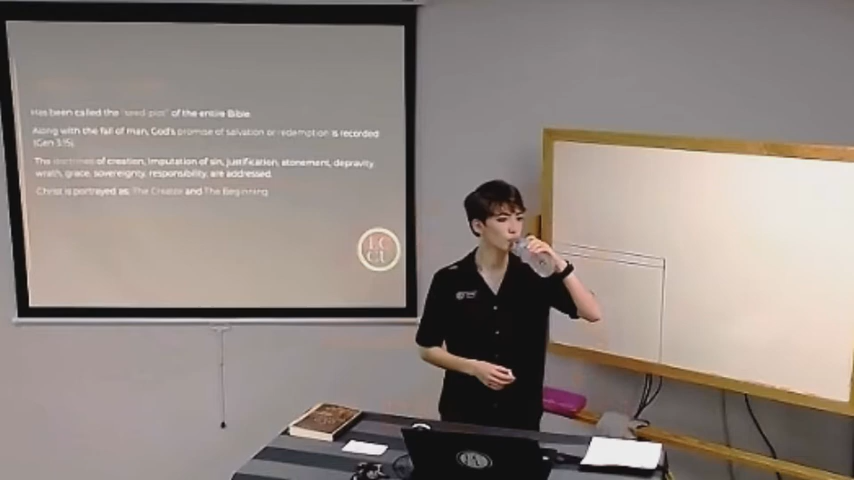 Has been called the "seed-plot" of the entire Bible.
Along with the fall of man, God's promise of salvation or redemption is recorded
(Gen 3:15).
The doctrines of creation, imputation of sin, justification, atonement, depravity,
wrath, grace, sovereignty, responsibility, are addressed.
Christ is portrayed as: The Creator and The Beginning